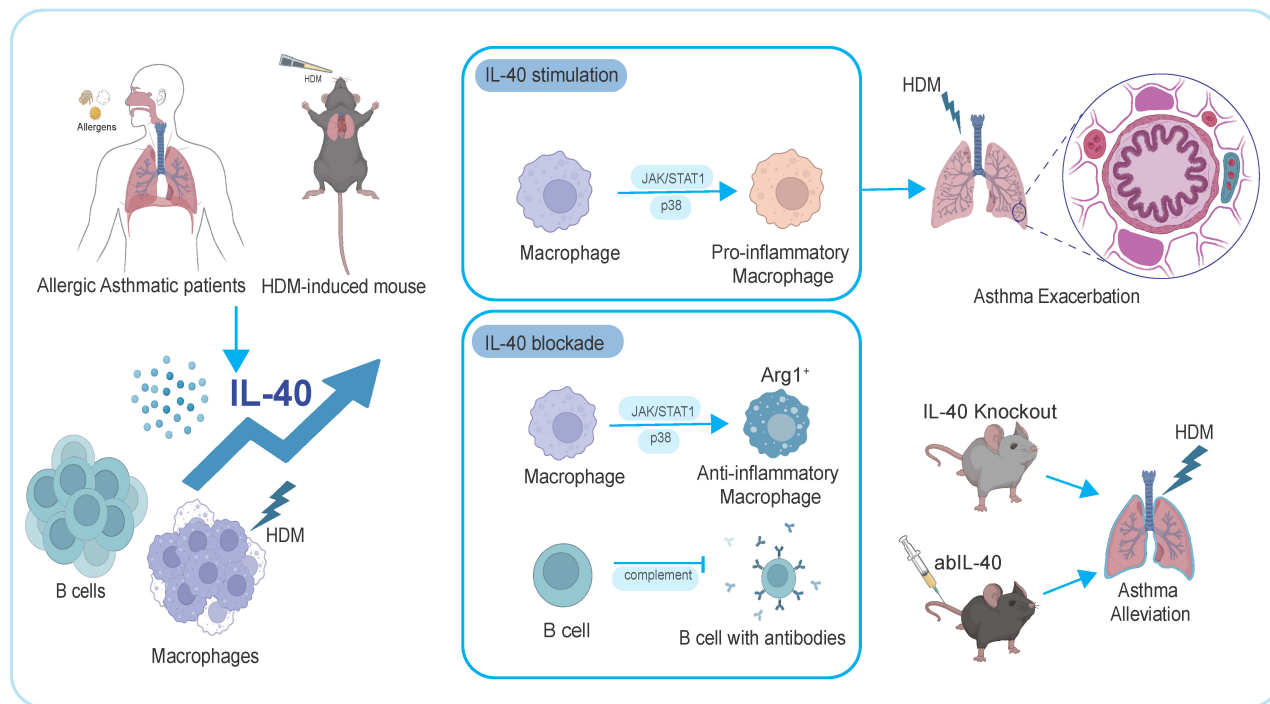 Allergens
HDM
Allergic Asthmatic patients
HDM-induced mouse
IL-40
HDM
B cells
Macrophages
IL-40 stimulation
JAK/STAT1
p38
Macrophage
Pro-inflammatory
Macrophage
HDM
Asthma Exacerbation
IL-40 blockade
Arg1⁺
JAK/STAT1
p38
Macrophage
Anti-inflammatory
Macrophage
complement
B cell
B cell with antibodies
IL-40 Knockout
HDM
abIL-40
Asthma
Alleviation